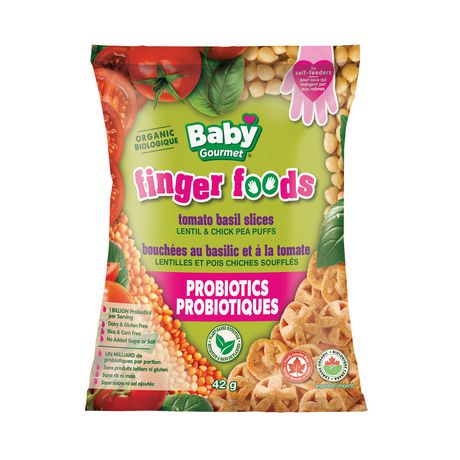 for
self-feeders
pour ceux qui
mangent par
eux-mêmes
ORGANIC
BIOLOGIQUE
Baby
Gourmet
finger foods
tomato basil slices
LENTIL & CHICK PEA PUFFS
bouchées au basilic et à la tomate
LENTILLES ET POIS CHICHES SOUFFLÉS
PROBIOTICS
PROBIOTIQUES
1 BILLION Probiotics
per Serving
Dairy & Gluten Free
Rice & Corn Free
No Added Sugar or Salt
UN MILLIARD de
probiotiques par portion
Sans produits laitiers ni gluten
Sans riz ni maïs
Sans sucre ni sel ajoutés
42 g